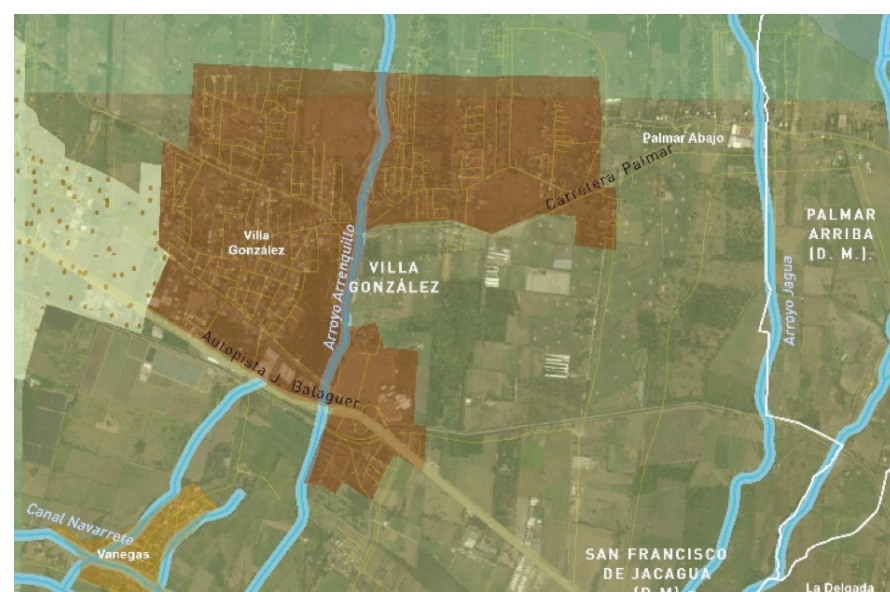 Palmar Abajo
Carretera Palmar
PALMAR
ARRIBA
(D. M.).
Villa
González
Arroyo Arrenquillo
VILLA
GONZÁLEZ
Arroyo Jagua
Autopista J. Balaguer
Canal Navarrete
Vanegas
SAN FRANCISCO
DE JACAGUA
(D. M)
La Delgada